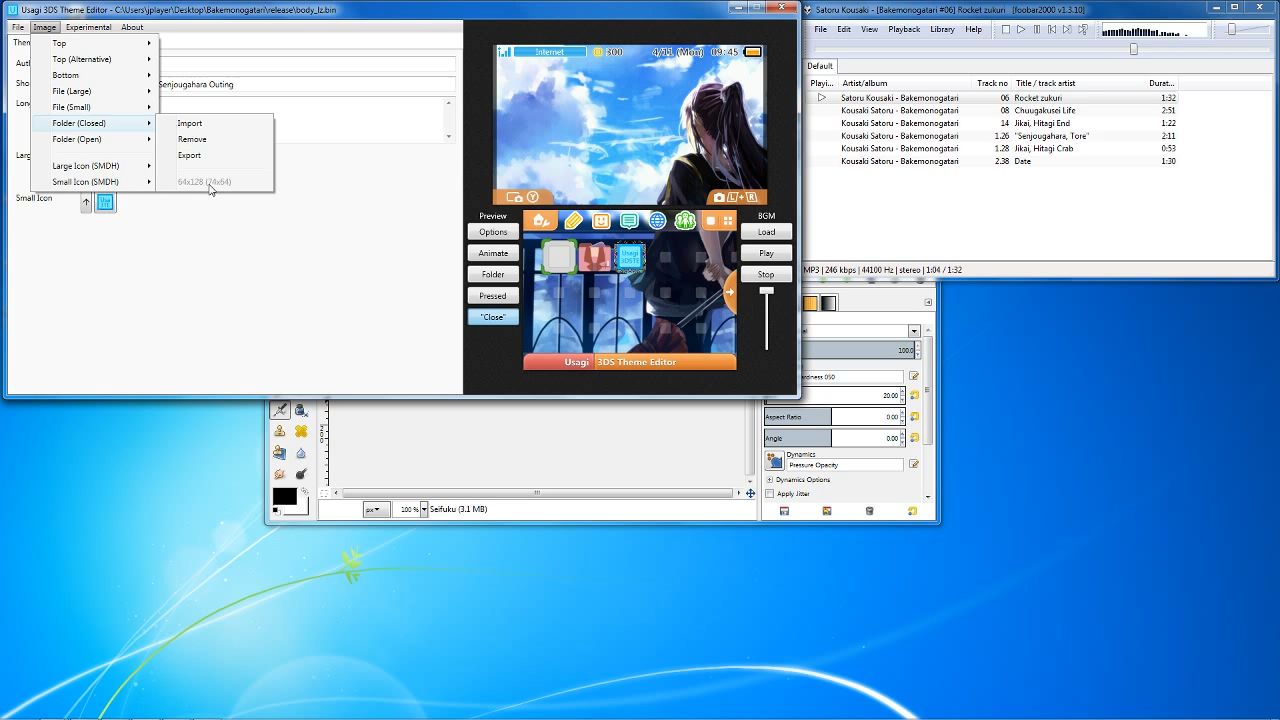 Usagi 3DS Theme Editor - C:\Users\jplayer\Desktop\Bakemonogatari\release\body_lz.bin
File Image Experimental About
Top
Top (Alternative)
Bottom
File (Large)
File (Small)
Folder (Closed)
Folder (Open)
Large Icon (SMDH)
Small Icon (SMDH)
Import
Remove
Export
64x128 (74x64)
Senjougahara Outing
Small Icon
Internet 300 4/11 (Mon) 09:45
Y L+R
Preview
Options
Animate
Folder
Pressed
"Close"
BGM
Load
Play
Stop
Usagi
3DSTE
Usagi 3DS Theme Editor
Satoru Kousaki - [Bakemonogatari #06] Rocket zukuri [foobar2000 v1.3.10]
File Edit View Playback Library Help
Default
Playi... Artist/album Track no Title / track artist Durat...
Satoru Kousaki - Bakemonogatari 06 Rocket zukuri 1:32
Kousaki Satoru - Bakemonogatari 08 Chuugakusei Life 2:51
Kousaki Satoru - Bakemonogatari 14 Jikai, Hitagi End 1:22
Kousaki Satoru - Bakemonogatari 1.26 "Senjougahara, Tore" 2:11
Kousaki Satoru - Bakemonogatari 1.28 Jikai, Hitagi Crab 0:53
Kousaki Satoru - Bakemonogatari 2.38 Date 1:30
MP3 | 246 kbps | 44100 Hz | stereo | 1:04 / 1:32
100.0
20.00
Aspect Ratio 0.00
Angle 0.00
Dynamics
Pressure Opacity
Dynamics Options
Apply Jitter
px 100 % Seifuku (3.1 MB)